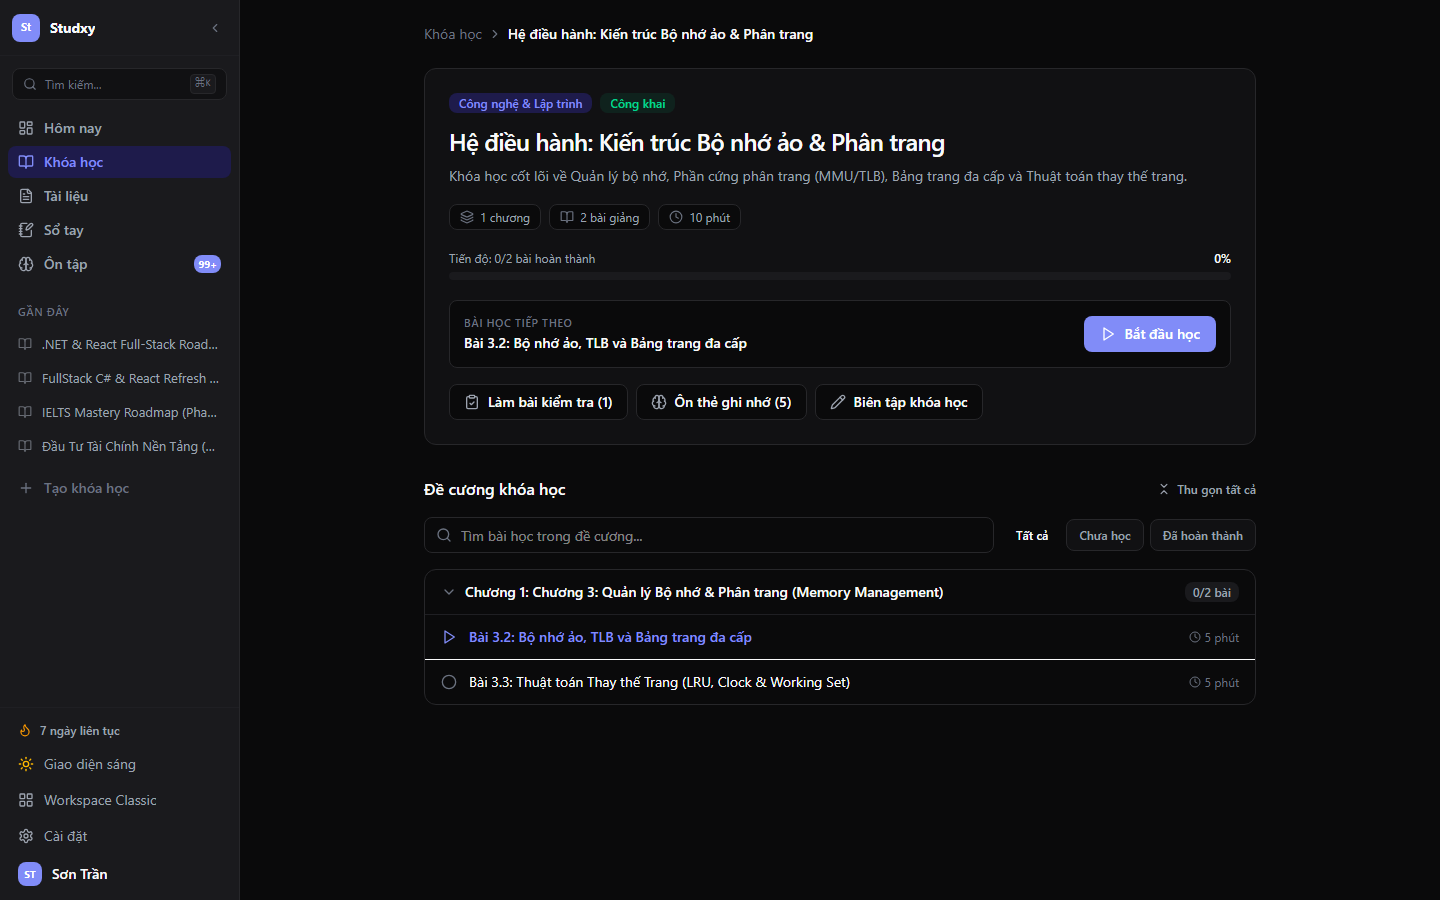 St Studxy
Tìm kiếm... ⌘K
Hôm nay
Khóa học
Tài liệu
Sổ tay
Ôn tập 99+
GẦN ĐÂY
.NET & React Full-Stack Road...
FullStack C# & React Refresh ...
IELTS Mastery Roadmap (Pha...
Đầu Tư Tài Chính Nền Tảng (...
Tạo khóa học
7 ngày liên tục
Giao diện sáng
Workspace Classic
Cài đặt
ST Sơn Trần
Khóa học > Hệ điều hành: Kiến trúc Bộ nhớ ảo & Phân trang
Công nghệ & Lập trình Công khai
Hệ điều hành: Kiến trúc Bộ nhớ ảo & Phân trang
Khóa học cốt lõi về Quản lý bộ nhớ, Phần cứng phân trang (MMU/TLB), Bảng trang đa cấp và Thuật toán thay thế trang.
1 chương 2 bài giảng 10 phút
Tiến độ: 0/2 bài hoàn thành 0%
BÀI HỌC TIẾP THEO
Bài 3.2: Bộ nhớ ảo, TLB và Bảng trang đa cấp
Bắt đầu học
Làm bài kiểm tra (1) Ôn thẻ ghi nhớ (5) Biên tập khóa học
Đề cương khóa học Thu gọn tất cả
Tìm bài học trong đề cương... Tất cả Chưa học Đã hoàn thành
Chương 1: Chương 3: Quản lý Bộ nhớ & Phân trang (Memory Management) 0/2 bài
Bài 3.2: Bộ nhớ ảo, TLB và Bảng trang đa cấp 5 phút
Bài 3.3: Thuật toán Thay thế Trang (LRU, Clock & Working Set) 5 phút